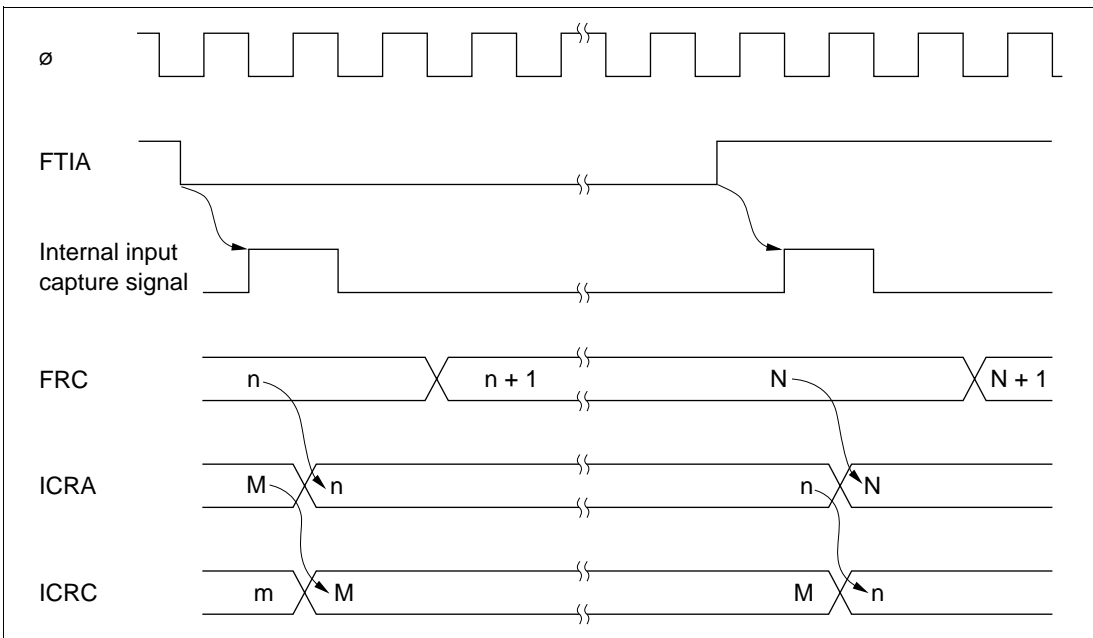 ø
FTIA
Internal input
capture signal
FRC
n
n + 1
N
N + 1
ICRA
M
n
n
N
ICRC
m
M
M
n